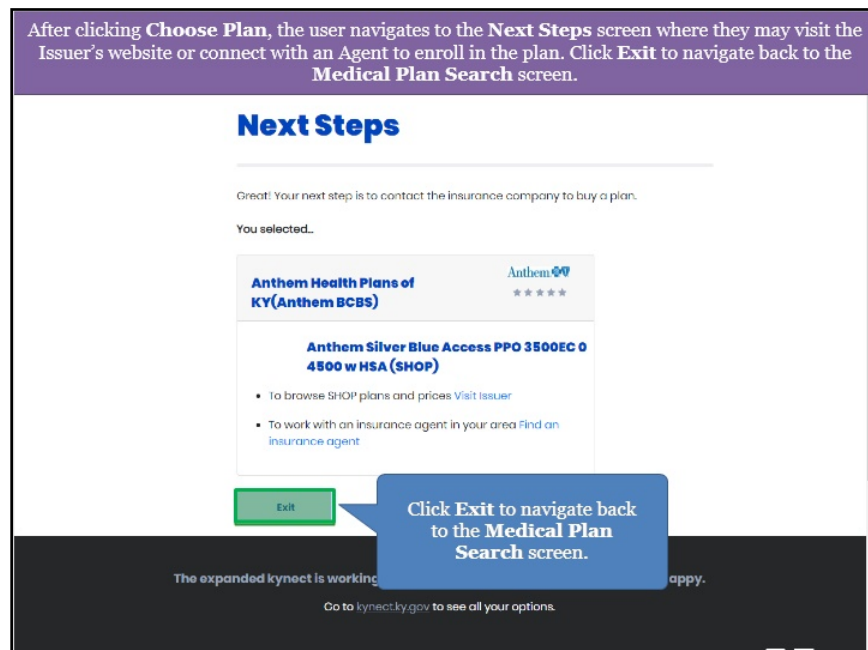 After clicking Choose Plan, the user navigates to the Next Steps screen where they may visit the
Issuer’s website or connect with an Agent to enroll in the plan. Click Exit to navigate back to the
Medical Plan Search screen.
Next Steps
Great! Your next step is to contact the insurance company to buy a plan.
You selected...
Anthem Health Plans of
KY(Anthem BCBS)
Anthem
Anthem Silver Blue Access PPO 3500EC 0
4500 w HSA (SHOP)
• To browse SHOP plans and prices Visit Issuer
• To work with an insurance agent in your area Find an
insurance agent
Exit
Click Exit to navigate back
to the Medical Plan
Search screen.
The expanded kynect is working appy.
Go to kynect.ky.gov to see all your options.